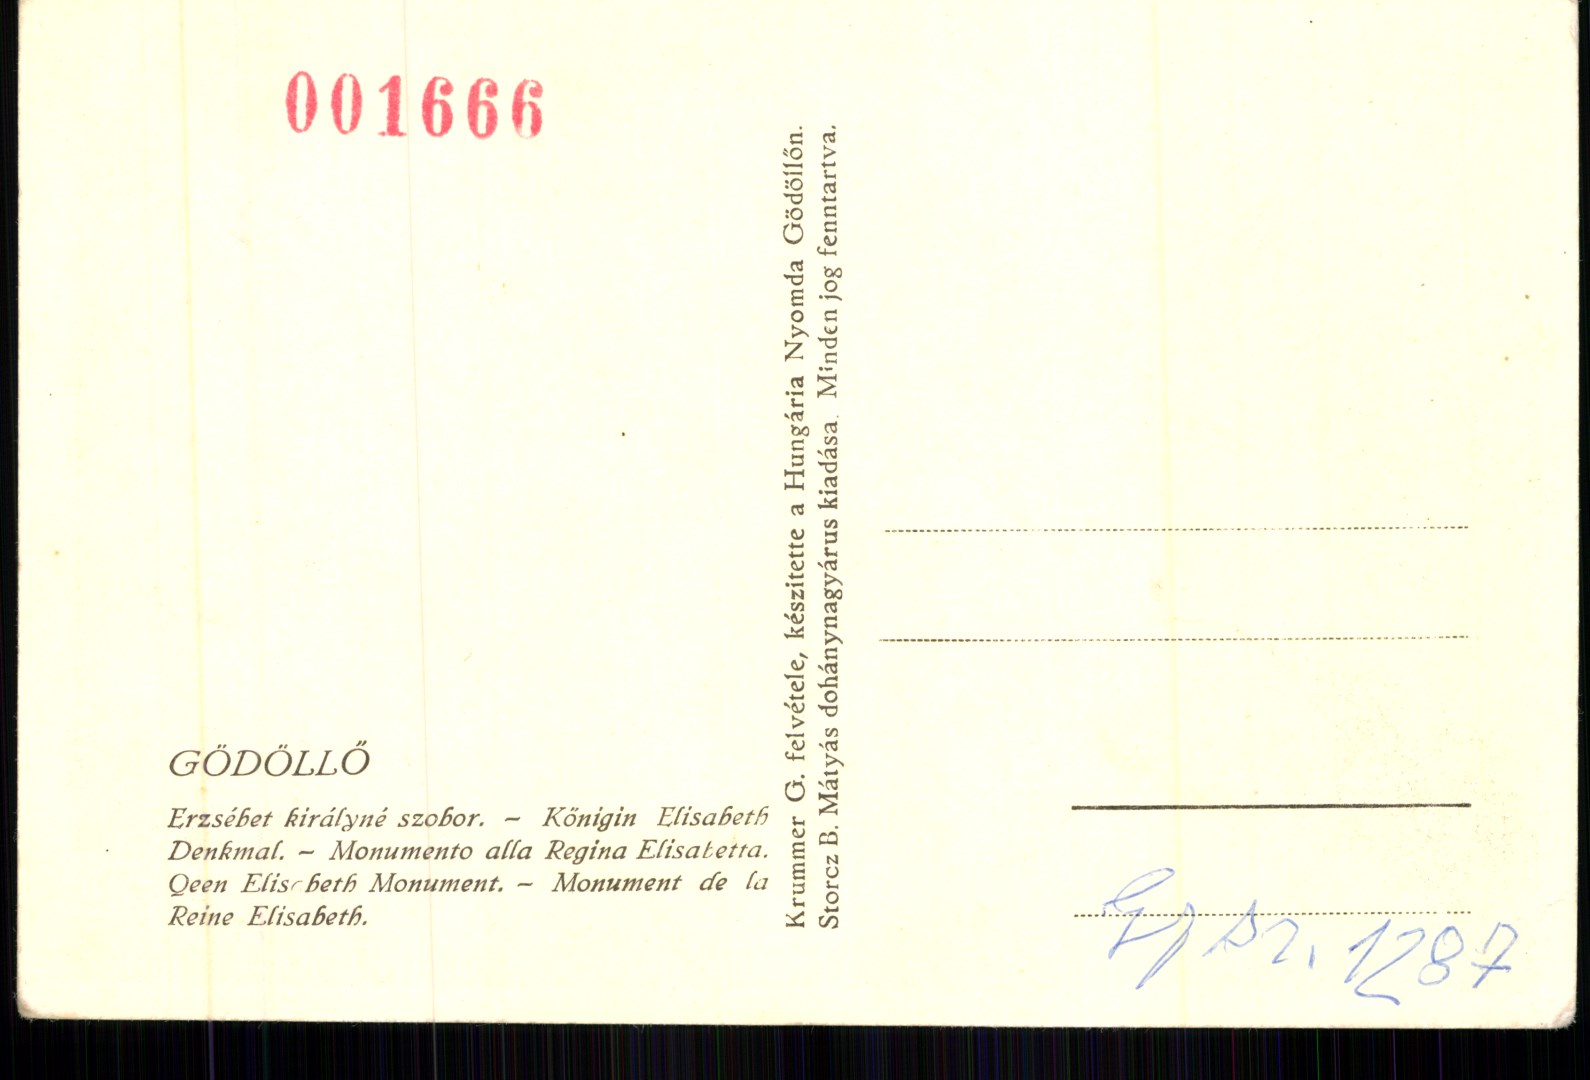 001666
GÖDÖLLŐ
Erzsébet királyné szobor. – Kőnigin Elisabeth
Denkmal. – Monumento alla Regina Elisabetta.
Qeen Elisabeth Monument. – Monument de la
Reine Elisabeth.
Krummer G. felvétele, készitette a Hungária Nyomda Gödöllőn.
Storcz B. Mátyás dohánynagyárus kiadása. Minden jog fenntartva.
sz. 1287